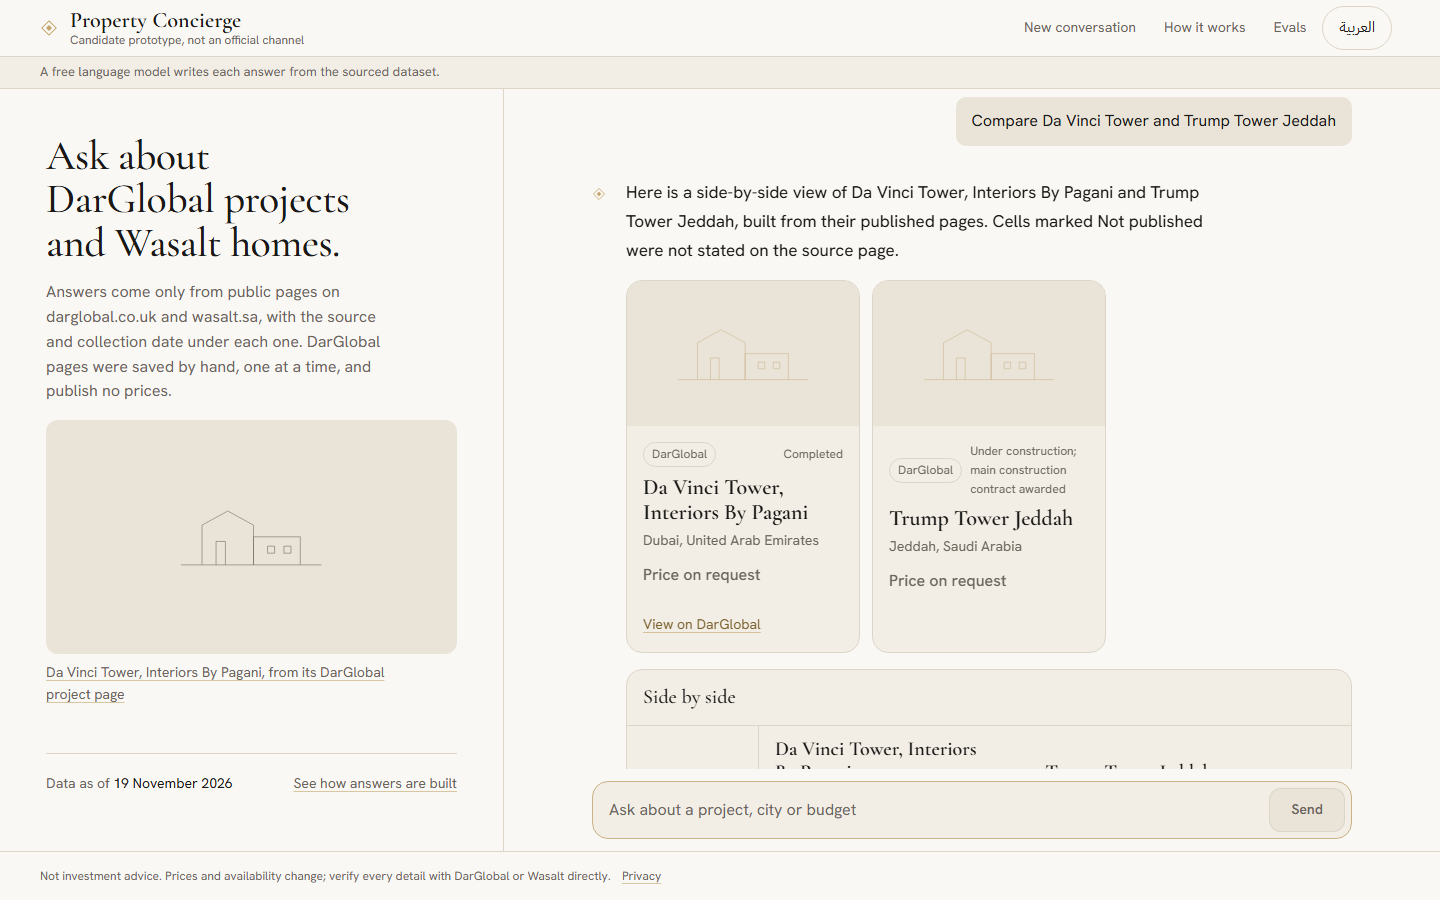 Property Concierge
Candidate prototype, not an official channel
New conversation
How it works
Evals
العربية
A free language model writes each answer from the sourced dataset.
Ask about
DarGlobal projects
and Wasalt homes.
Answers come only from public pages on
darglobal.co.uk and wasalt.sa, with the source
and collection date under each one. DarGlobal
pages were saved by hand, one at a time, and
publish no prices.
Da Vinci Tower, Interiors By Pagani, from its DarGlobal
project page
Data as of 19 November 2026
See how answers are built
Compare Da Vinci Tower and Trump Tower Jeddah
Here is a side-by-side view of Da Vinci Tower, Interiors By Pagani and Trump
Tower Jeddah, built from their published pages. Cells marked Not published
were not stated on the source page.
DarGlobal
Completed
Da Vinci Tower,
Interiors By Pagani
Dubai, United Arab Emirates
Price on request
View on DarGlobal
DarGlobal
Under construction;
main construction
contract awarded
Trump Tower Jeddah
Jeddah, Saudi Arabia
Price on request
Side by side
Da Vinci Tower, Interiors
Ask about a project, city or budget
Send
Not investment advice. Prices and availability change; verify every detail with DarGlobal or Wasalt directly.
Privacy